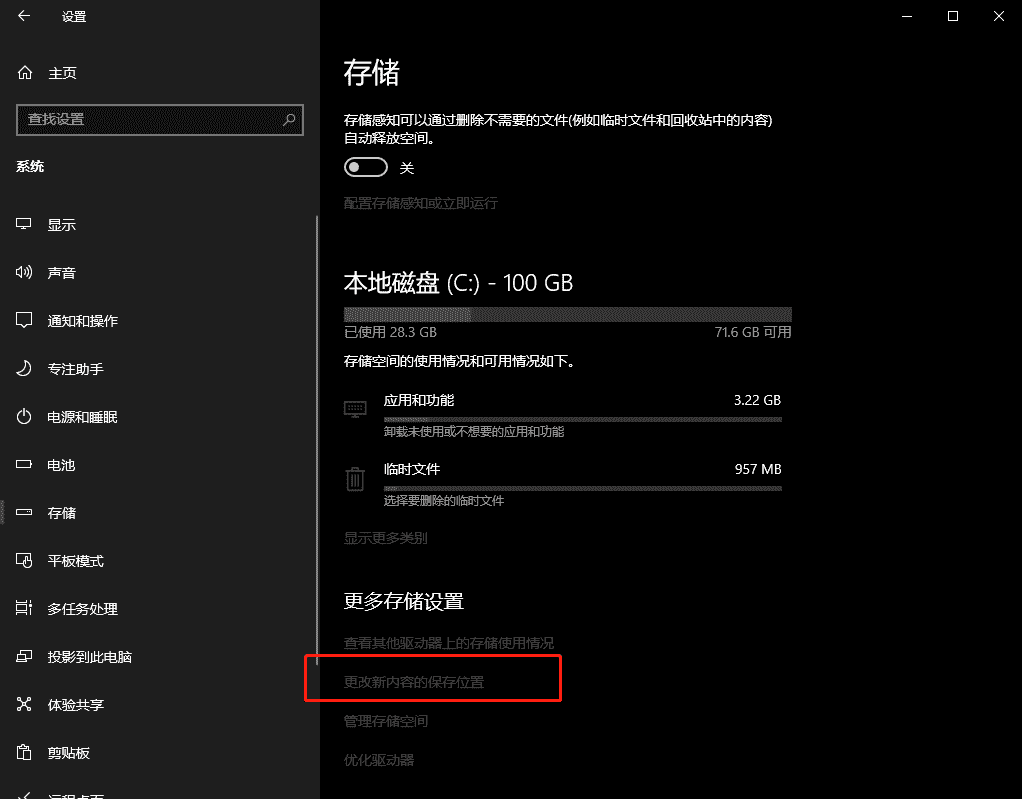 设置
主页
查找设置
系统
显示
声音
通知和操作
专注助手
电源和睡眠
电池
存储
平板模式
多任务处理
投影到此电脑
体验共享
剪贴板
远程桌面
存储
存储感知可以通过删除不需要的文件(例如临时文件和回收站中的内容)
自动释放空间。
关
配置存储感知或立即运行
本地磁盘 (C:) - 100 GB
已使用 28.3 GB
71.6 GB 可用
存储空间的使用情况和可用情况如下。
应用和功能
3.22 GB
卸载未使用或不想要的应用和功能
临时文件
957 MB
选择要删除的临时文件
显示更多类别
更多存储设置
查看其他驱动器上的存储使用情况
更改新内容的保存位置
管理存储空间
优化驱动器